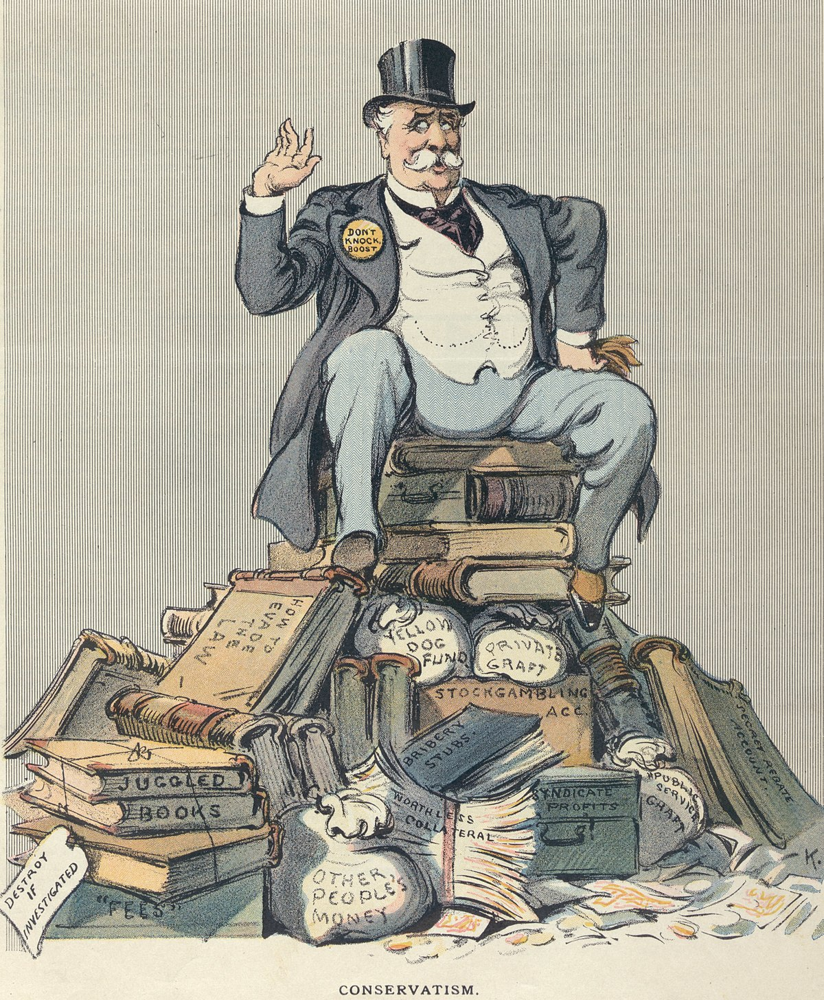 DON'T
KNOCK,
BOOST
HOW TO
EVADE
THE
LAW
YELLOW
DOG
FUND.
PRIVATE
GRAFT
STOCKGAMBLING
ACC.
SECRET REBATE
ACCOUNT.
BRIBERY
STUBS.
PUBLIC
SERVICE
GRAFT
JUGGLED
BOOKS
WORTHLESS
COLLATERAL
SYNDICATE
PROFITS
DESTROY
IF
INVESTIGATED
"FEES"
OTHER
PEOPLE'S
MONEY
K.
CONSERVATISM.